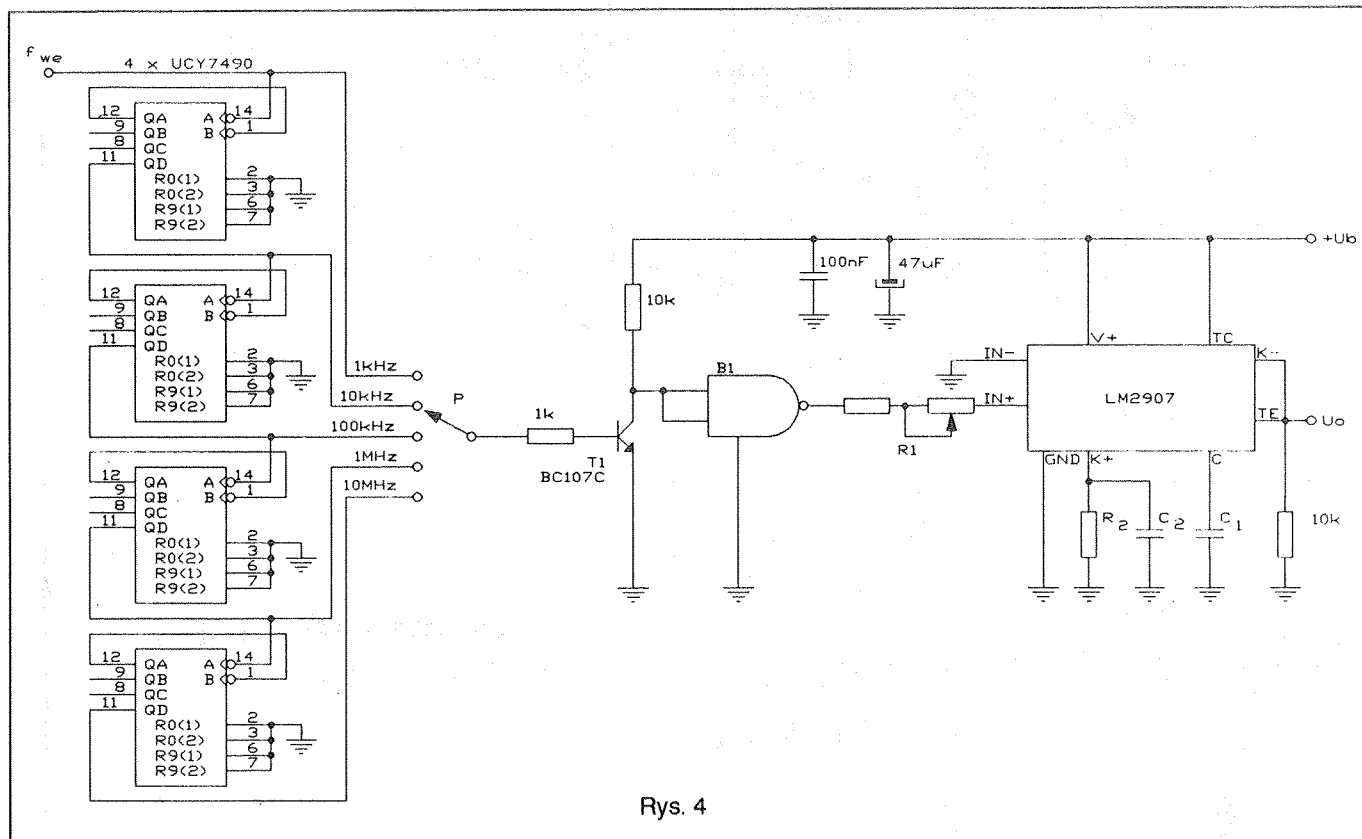 f we
4 x UCY7490
12 QA A 14
9 QB B 1
8 QC
11 QD
R0(1) 2
R0(2) 3
R9(1) 6
R9(2) 7
12 QA A 14
9 QB B 1
8 QC
11 QD
R0(1) 2
R0(2) 3
R9(1) 6
R9(2) 7
12 QA A 14
9 QB B 1
8 QC
11 QD
R0(1) 2
R0(2) 3
R9(1) 6
R9(2) 7
12 QA A 14
9 QB B 1
8 QC
11 QD
R0(1) 2
R0(2) 3
R9(1) 6
R9(2) 7
1kHz
10kHz
100kHz
1MHz
10MHz
P
1k
T1
BC107C
10k
B1
R1
100nF
47uF
+Ub
V+ TC
IN- K-
IN+ LM2907 TE Uo
GND K+ C
R2 C2 C1 10k
Rys. 4